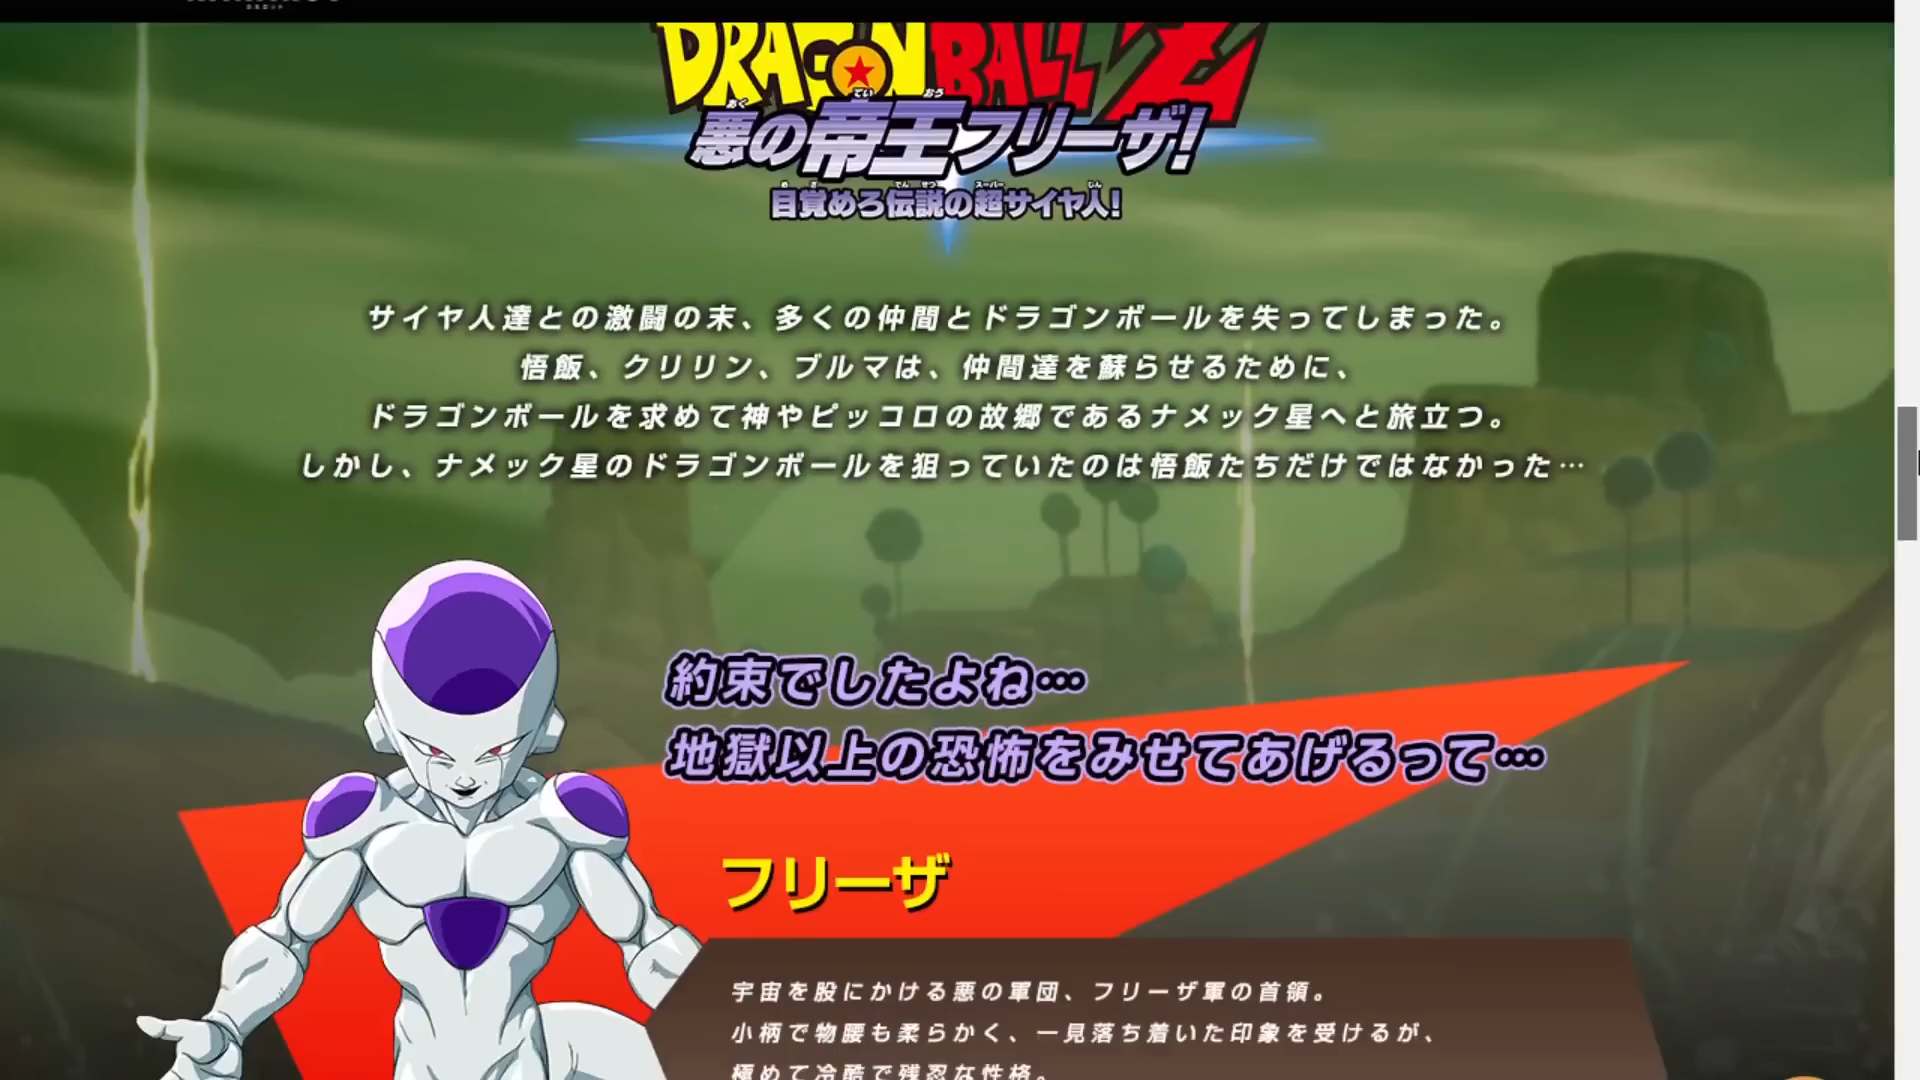 DRAGON BALL Z
悪の帝王フリーザ!
目覚めろ伝説の超サイヤ人!
サイヤ人達との激闘の末、多くの仲間とドラゴンボールを失ってしまった。
悟飯、クリリン、ブルマは、仲間達を蘇らせるために、
ドラゴンボールを求めて神やピッコロの故郷であるナメック星へと旅立つ。
しかし、ナメック星のドラゴンボールを狙っていたのは悟飯たちだけではなかった…
約束でしたよね…
地獄以上の恐怖をみせてあげるって…
フリーザ
宇宙を股にかける悪の軍団、フリーザ軍の首領。
小柄で物腰も柔らかく、一見落ち着いた印象を受けるが、
極めて冷酷で残忍な性格。